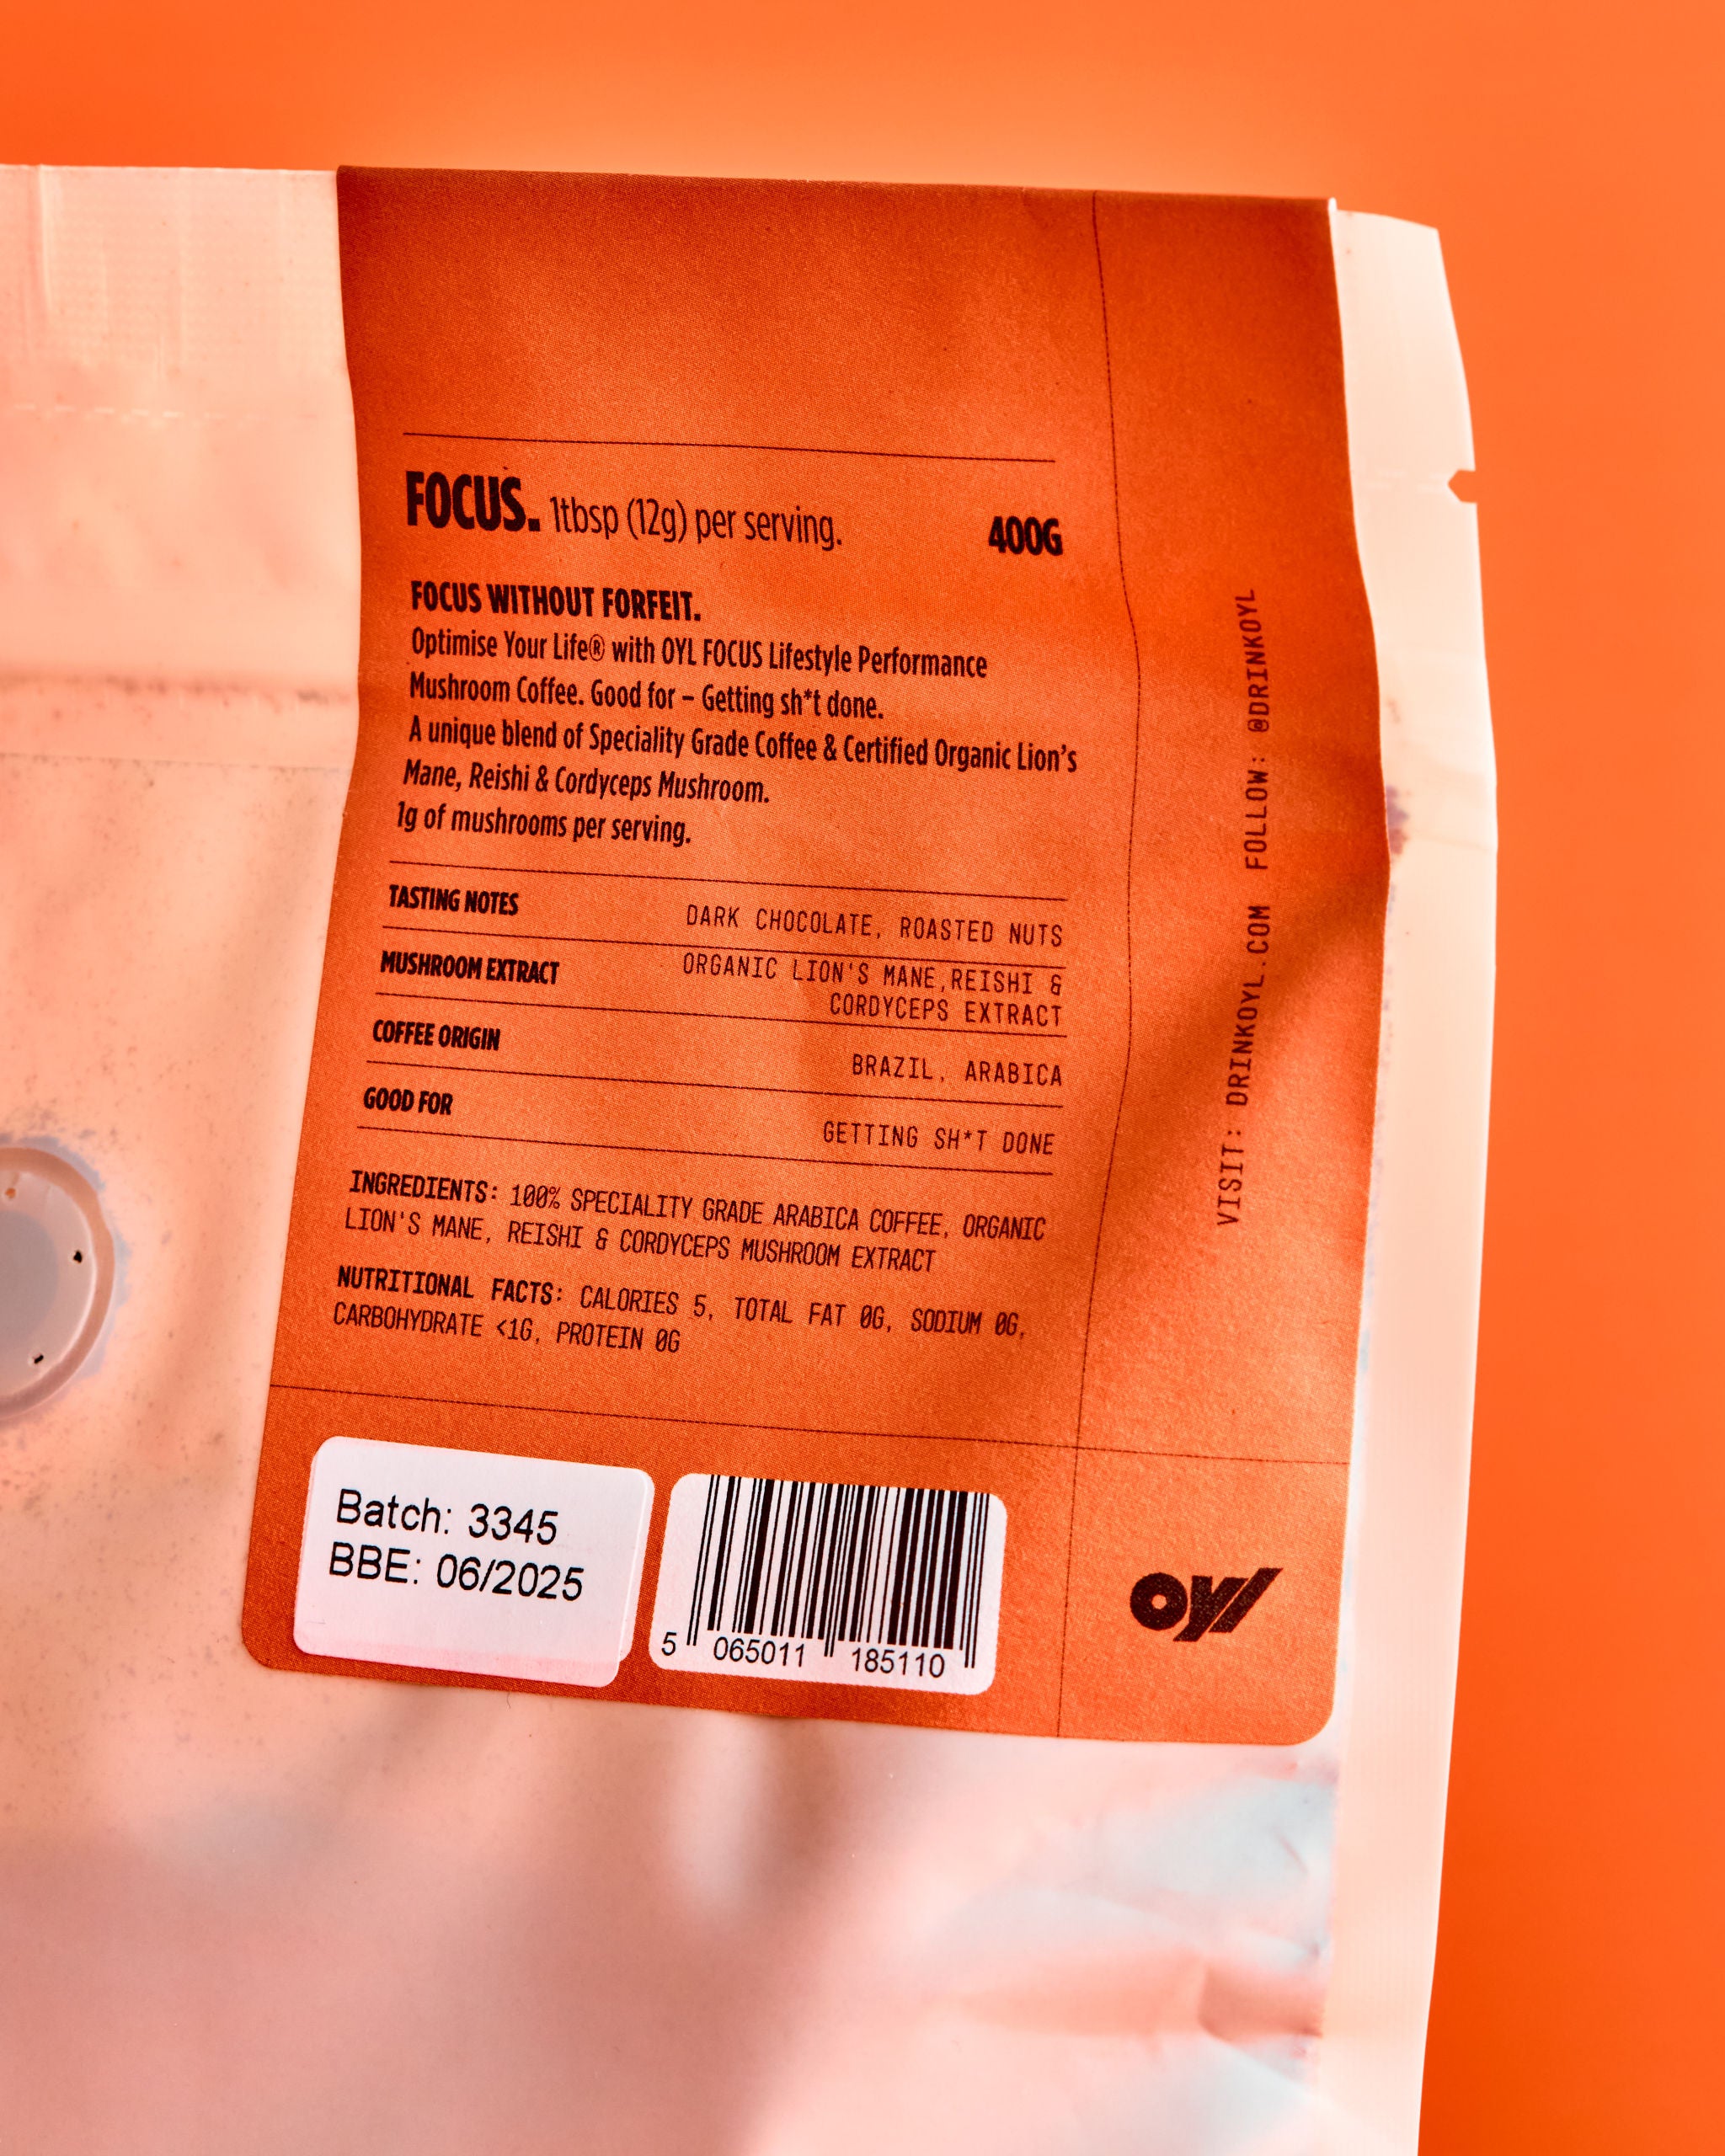 FOCUS. 1tbsp (12g) per serving. 400G
FOCUS WITHOUT FORFEIT.
Optimise Your Life® with OYL FOCUS Lifestyle Performance
Mushroom Coffee. Good for – Getting sh*t done.
A unique blend of Speciality Grade Coffee & Certified Organic Lion's
Mane, Reishi & Cordyceps Mushroom.
1g of mushrooms per serving.
TASTING NOTES DARK CHOCOLATE, ROASTED NUTS
MUSHROOM EXTRACT ORGANIC LION'S MANE,REISHI &
CORDYCEPS EXTRACT
COFFEE ORIGIN BRAZIL, ARABICA
GOOD FOR GETTING SH*T DONE
INGREDIENTS: 100% SPECIALITY GRADE ARABICA COFFEE, ORGANIC
LION'S MANE, REISHI & CORDYCEPS MUSHROOM EXTRACT
NUTRITIONAL FACTS: CALORIES 5, TOTAL FAT 0G, SODIUM 0G,
CARBOHYDRATE <1G, PROTEIN 0G
VISIT: DRINKOYL.COM FOLLOW: @DRINKOYL
Batch: 3345
BBE: 06/2025
5 065011 185110
oyl